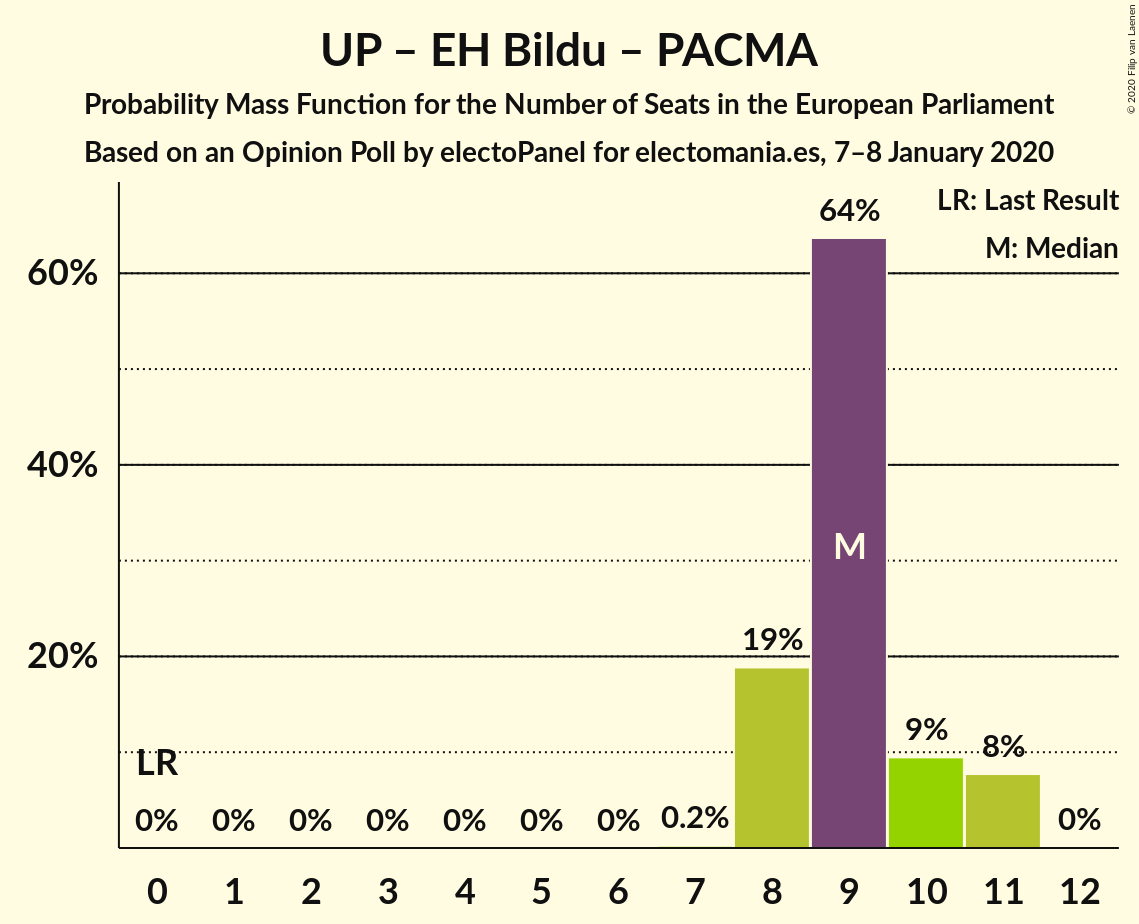 UP – EH Bildu – PACMA
Probability Mass Function for the Number of Seats in the European Parliament
Based on an Opinion Poll by electoPanel for electomania.es, 7–8 January 2020
© 2020 Filip van Laenen
LR: Last Result
M: Median
64%
60%
40%
M
19%
20%
9%
8%
LR
0% 0% 0% 0% 0% 0% 0% 0.2% 0%
0 1 2 3 4 5 6 7 8 9 10 11 12